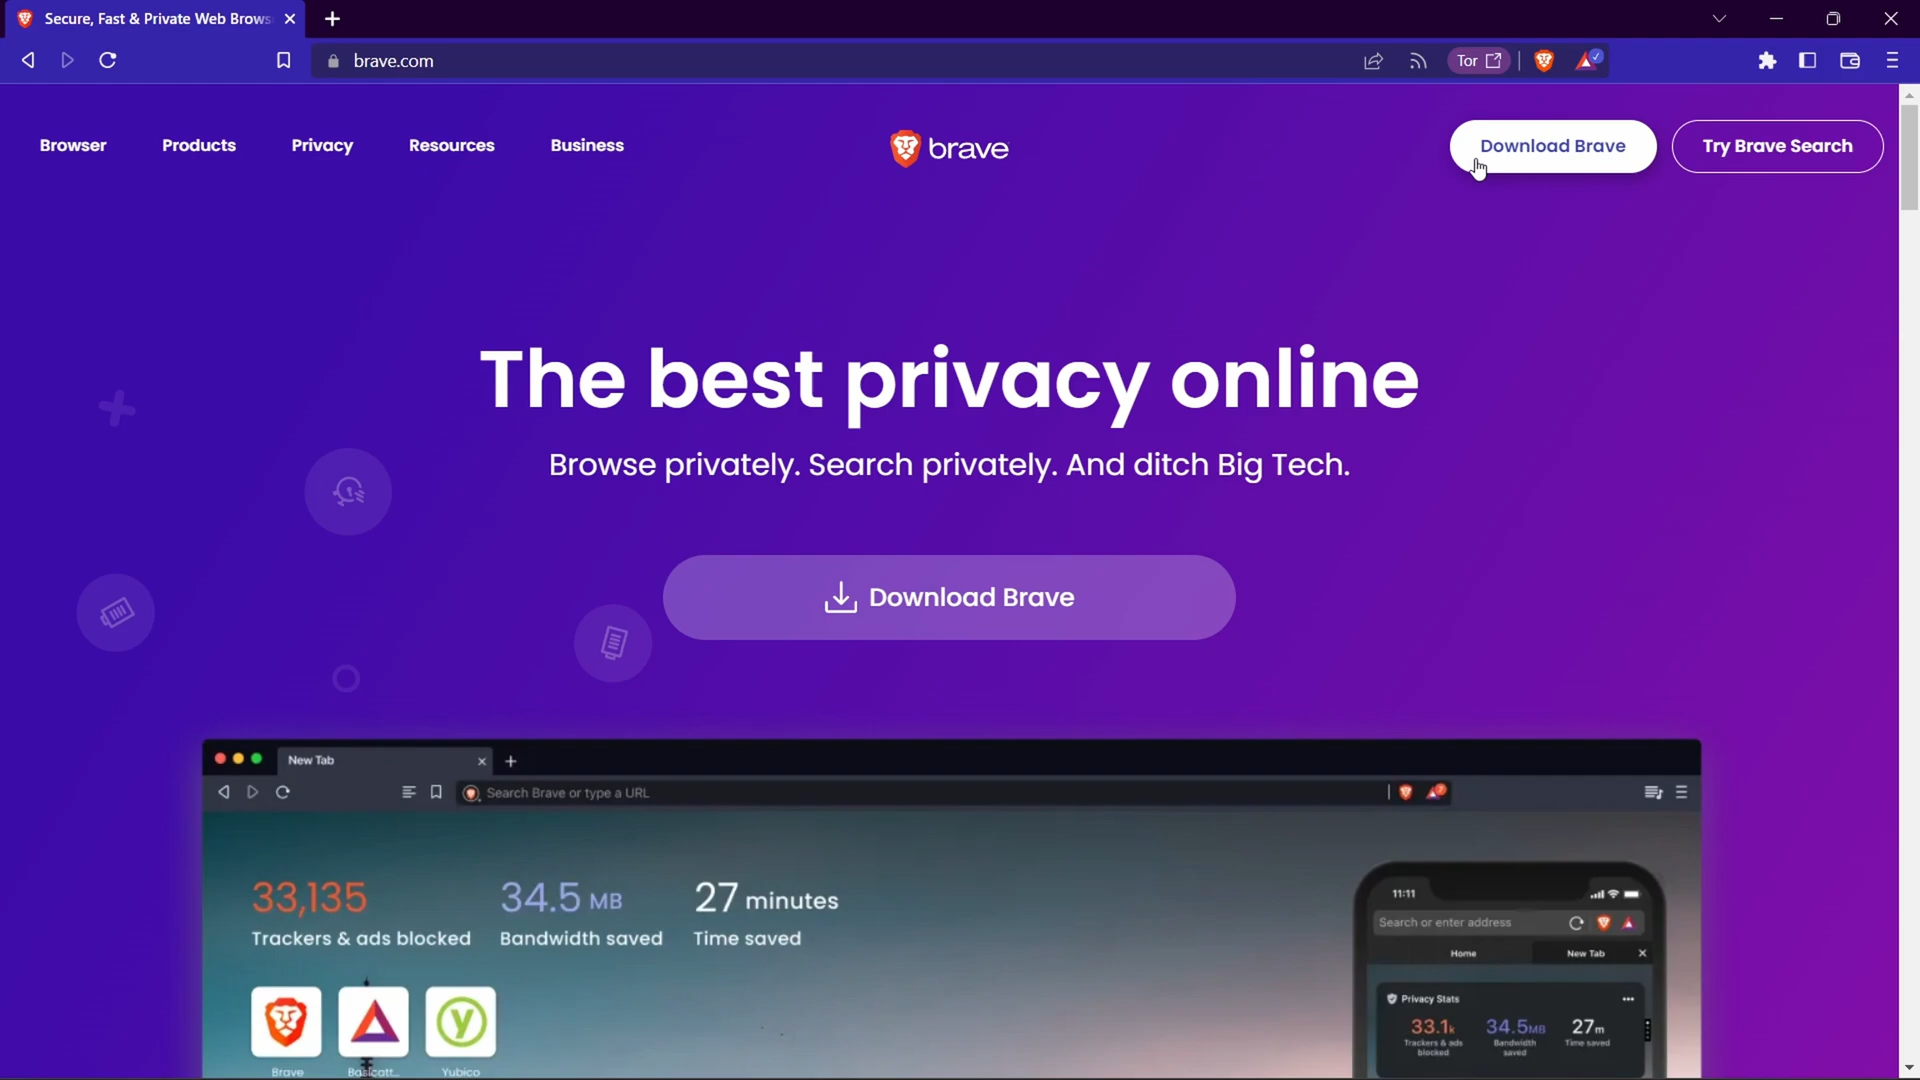 Secure, Fast & Private Web Brows
brave.com
Tor
Browser Products Privacy Resources Business
brave
Download Brave
Try Brave Search
The best privacy online
Browse privately. Search privately. And ditch Big Tech.
Download Brave
New Tab
Search Brave or type a URL
33,135 34.5 MB 27 minutes
Trackers & ads blocked Bandwidth saved Time saved
Brave Basicatt... Yubico
11:11
Search or enter address
Home New Tab
Privacy Stats
33.1k 34.5MB 27m
Trackers & ads blocked
Bandwidth saved
Time saved